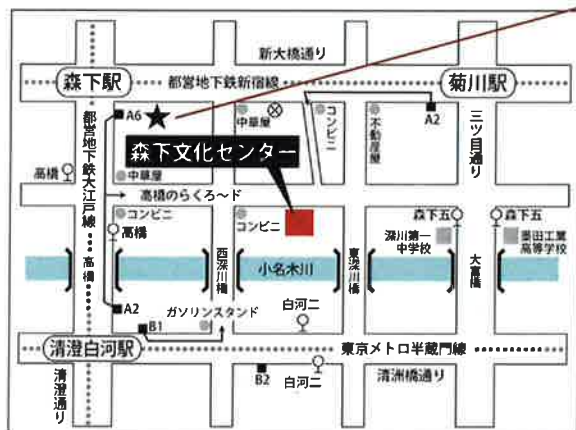 新大橋通り
森下駅
都営地下鉄新宿線
菊川駅
A6
中華屋
コンビニ
不動産屋
A2
三ツ目通り
都営地下鉄大江戸線
森下文化センター
高橋
中華屋
高橋のらくろ〜ド
コンビニ
高橋
コンビニ
森下五
森下五
深川第一
中学校
墨田工業
高等学校
高橋
西深川橋
小名木川
東深川橋
大富橋
A2
B1
ガソリンスタンド
白河二
清澄白河駅
東京メトロ半蔵門線
清澄通り
B2
白河二
清洲橋通り